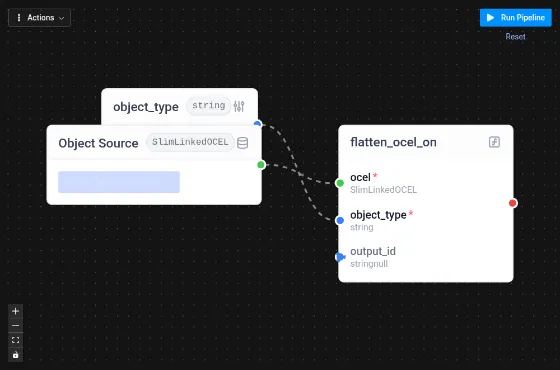 Actions
Run Pipeline
Reset
object_type string
Object Source SlimLinkedOCEL
flatten_ocel_on
ocel*
SlimLinkedOCEL
object_type*
string
output_id
stringnull